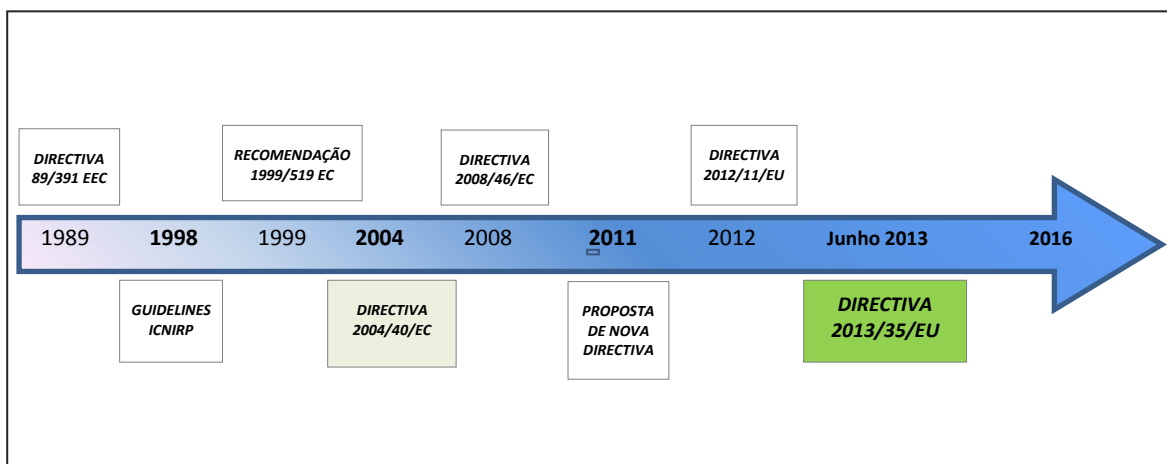 DIRECTIVA
89/391 EEC
RECOMENDAÇÃO
1999/519 EC
DIRECTIVA
2008/46/EC
DIRECTIVA
2012/11/EU
1989 1998 1999 2004 2008 2011 2012 Junho 2013 2016
GUIDELINES
ICNIRP
DIRECTIVA
2004/40/EC
PROPOSTA
DE NOVA
DIRECTIVA
DIRECTIVA
2013/35/EU